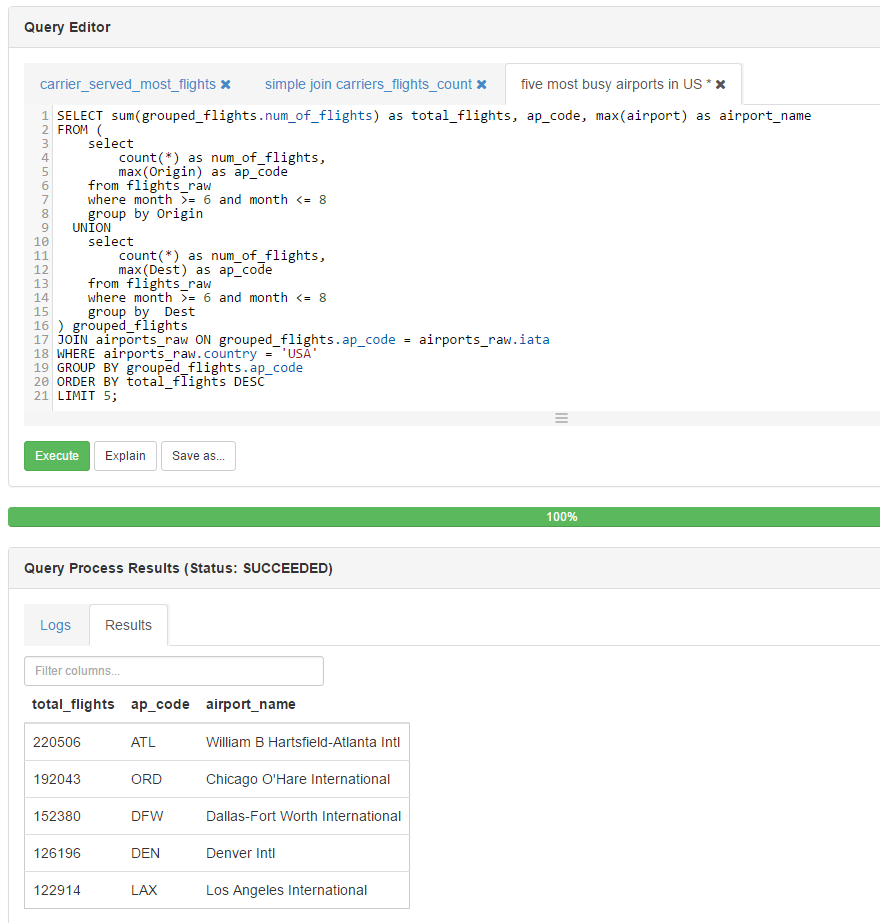 Query Editor
carrier_served_most_flights ✖ simple join carriers_flights_count ✖ five most busy airports in US * ✖
1 SELECT sum(grouped_flights.num_of_flights) as total_flights, ap_code, max(airport) as airport_name
2 FROM (
3 select
4 count(*) as num_of_flights,
5 max(Origin) as ap_code
6 from flights_raw
7 where month >= 6 and month <= 8
8 group by Origin
9 UNION
10 select
11 count(*) as num_of_flights,
12 max(Dest) as ap_code
13 from flights_raw
14 where month >= 6 and month <= 8
15 group by  Dest
16 ) grouped_flights
17 JOIN airports_raw ON grouped_flights.ap_code = airports_raw.iata
18 WHERE airports_raw.country = 'USA'
19 GROUP BY grouped_flights.ap_code
20 ORDER BY total_flights DESC
21 LIMIT 5;
Execute Explain Save as...
100%
Query Process Results (Status: SUCCEEDED)
Logs Results
Filter columns...
total_flights ap_code airport_name
220506 ATL William B Hartsfield-Atlanta Intl
192043 ORD Chicago O'Hare International
152380 DFW Dallas-Fort Worth International
126196 DEN Denver Intl
122914 LAX Los Angeles International